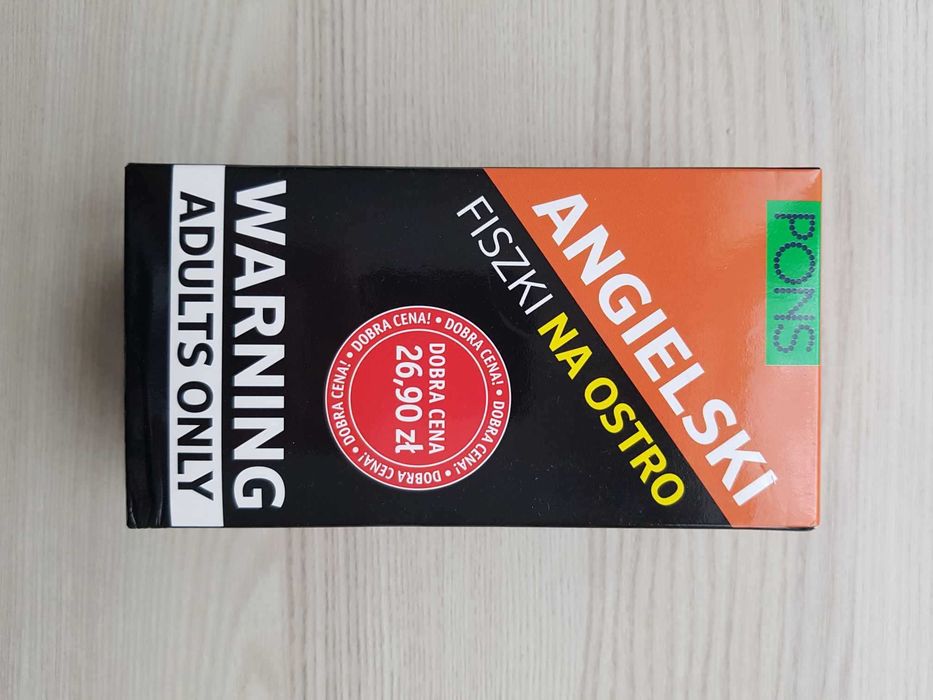 PONS
ANGIELSKI
FISZKI NA OSTRO
DOBRA CENA! • DOBRA CENA! • DOBRA CENA! • DOBRA CENA! • DOBRA CENA! •
DOBRA CENA
26,90 zł
WARNING
ADULTS ONLY